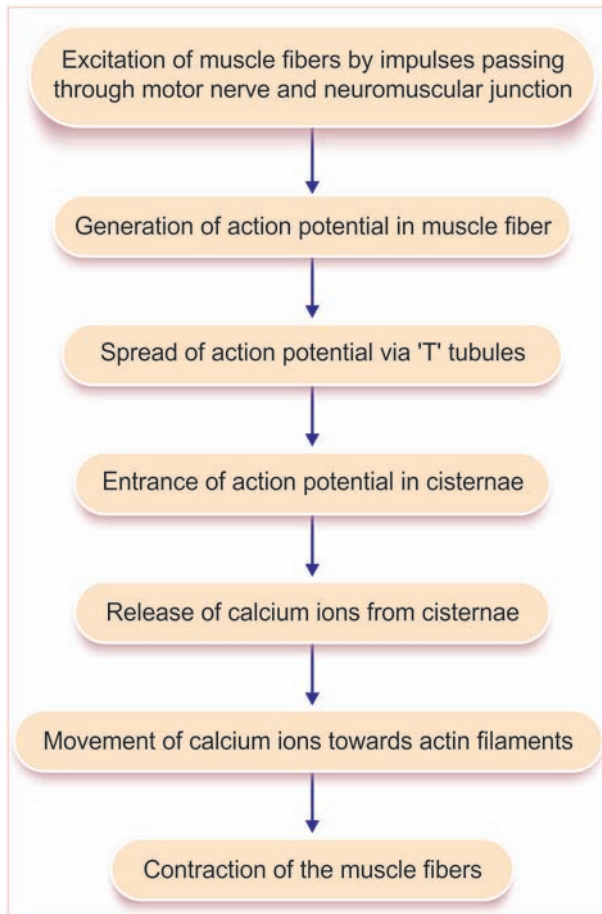 Excitation of muscle fibers by impulses passing
through motor nerve and neuromuscular junction
Generation of action potential in muscle fiber
Spread of action potential via 'T' tubules
Entrance of action potential in cisternae
Release of calcium ions from cisternae
Movement of calcium ions towards actin filaments
Contraction of the muscle fibers